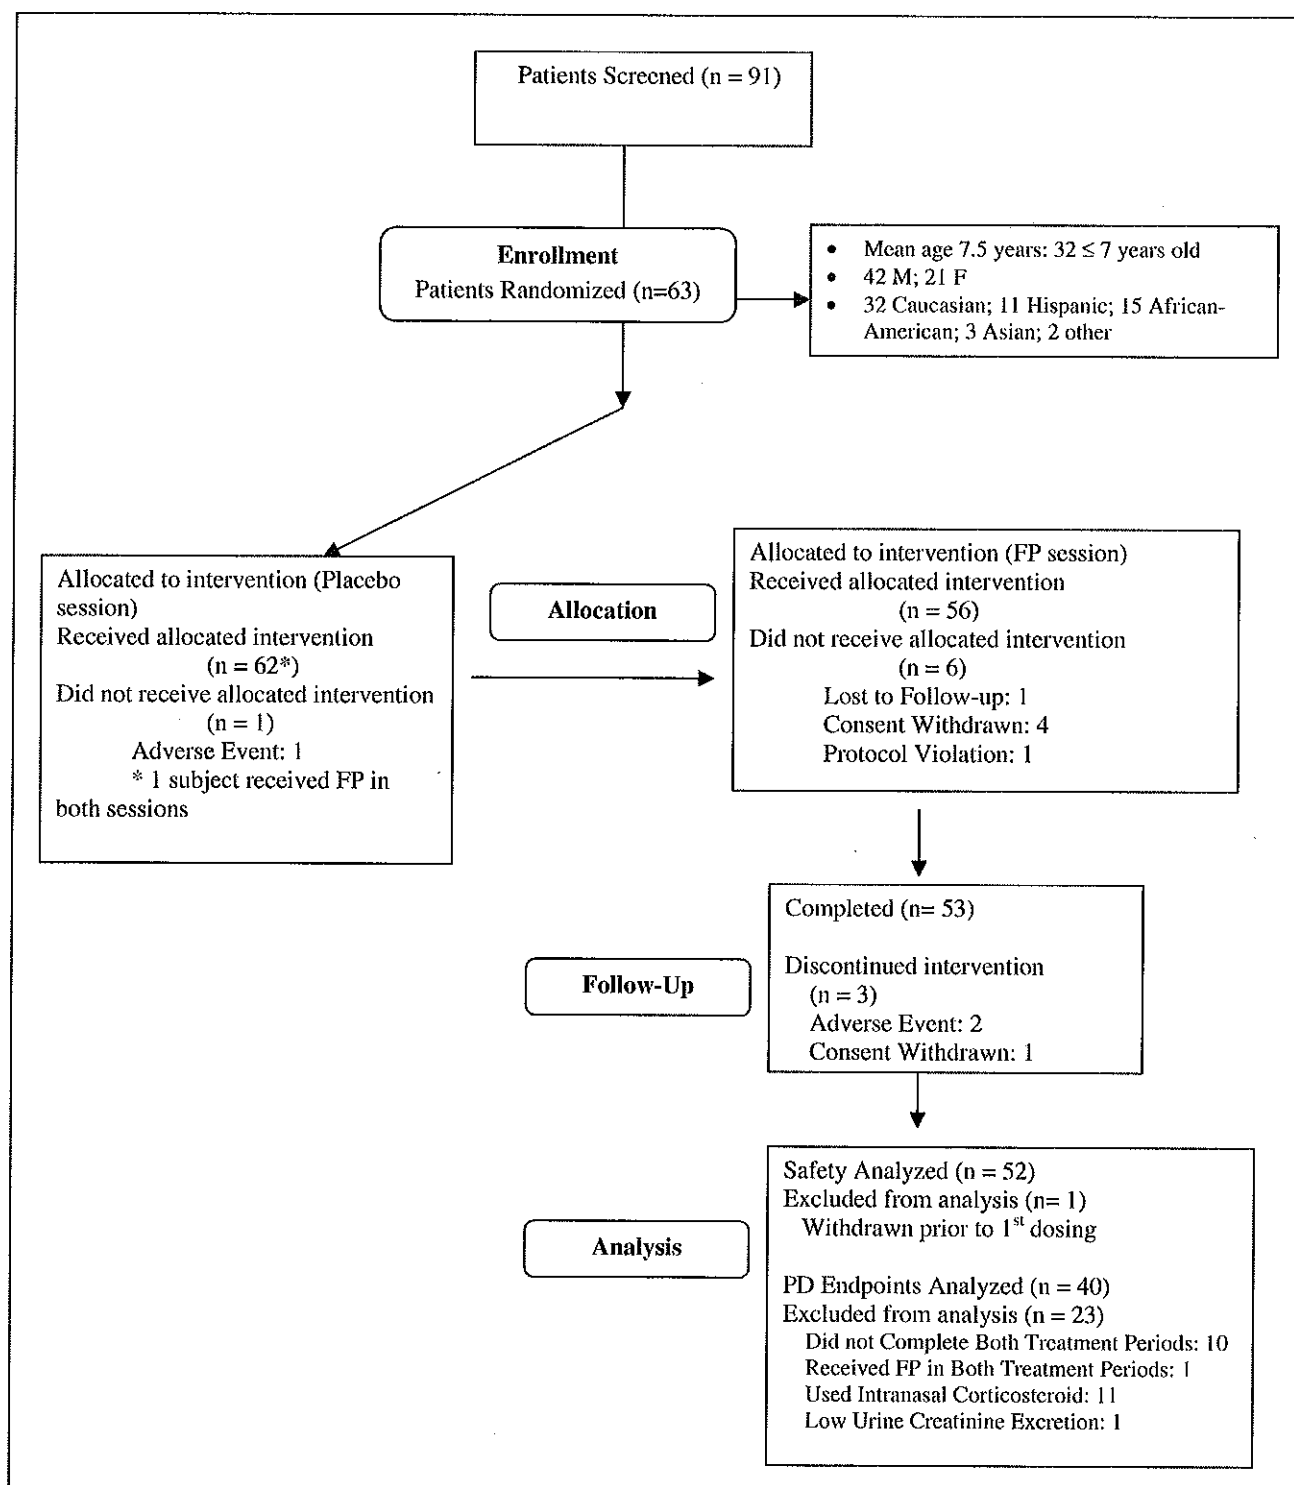 Patients Screened (n = 91)
Enrollment
Patients Randomized (n=63)
• Mean age 7.5 years: 32 ≤ 7 years old
• 42 M; 21 F
• 32 Caucasian; 11 Hispanic; 15 African-
American; 3 Asian; 2 other
Allocated to intervention (Placebo
session)
Received allocated intervention
(n = 62*)
Did not receive allocated intervention
(n = 1)
Adverse Event: 1
* 1 subject received FP in
both sessions
Allocation
Allocated to intervention (FP session)
Received allocated intervention
(n = 56)
Did not receive allocated intervention
(n = 6)
Lost to Follow-up: 1
Consent Withdrawn: 4
Protocol Violation: 1
Follow-Up
Completed (n= 53)
Discontinued intervention
(n = 3)
Adverse Event: 2
Consent Withdrawn: 1
Analysis
Safety Analyzed (n = 52)
Excluded from analysis (n= 1)
Withdrawn prior to 1st dosing
PD Endpoints Analyzed (n = 40)
Excluded from analysis (n = 23)
Did not Complete Both Treatment Periods: 10
Received FP in Both Treatment Periods: 1
Used Intranasal Corticosteroid: 11
Low Urine Creatinine Excretion: 1